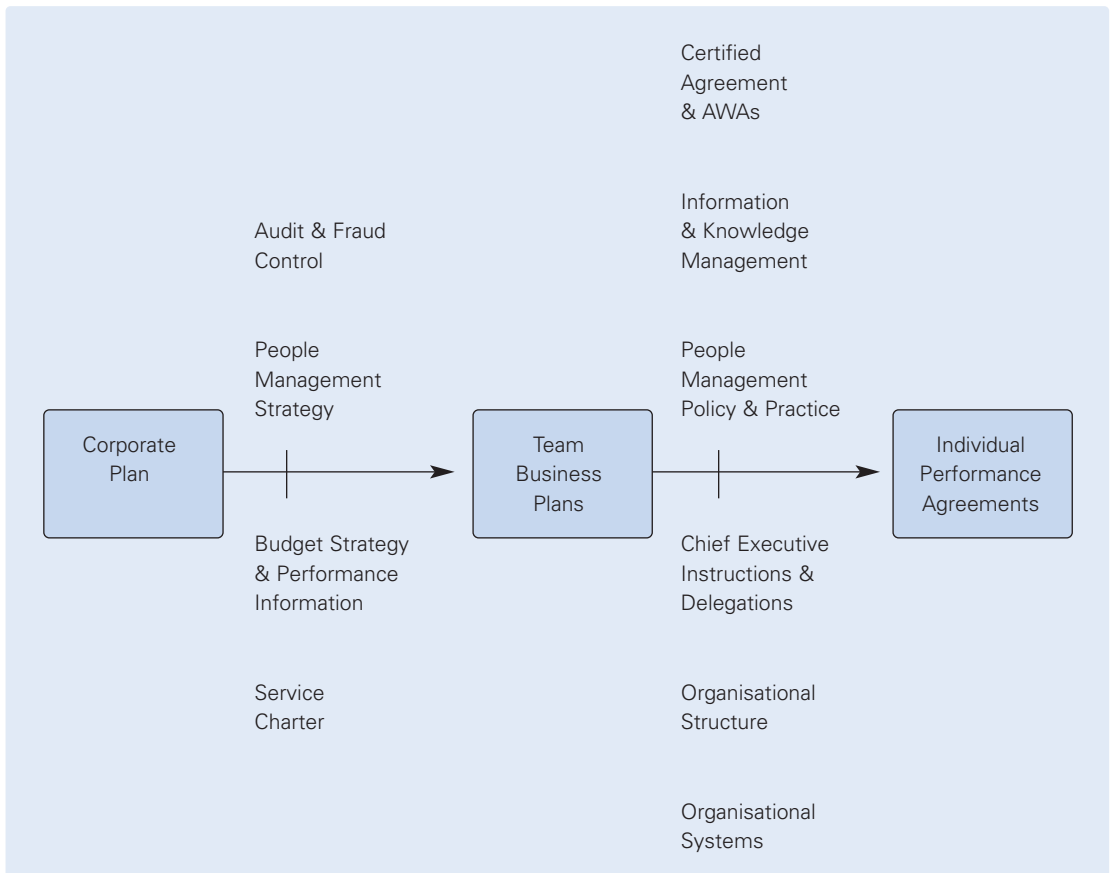 Certified
Agreement
& AWAs
Audit & Fraud
Control
Information
& Knowledge
Management
People
Management
Strategy
People
Management
Policy & Practice
Corporate
Plan
Team
Business
Plans
Individual
Performance
Agreements
Budget Strategy
& Performance
Information
Chief Executive
Instructions &
Delegations
Service
Charter
Organisational
Structure
Organisational
Systems